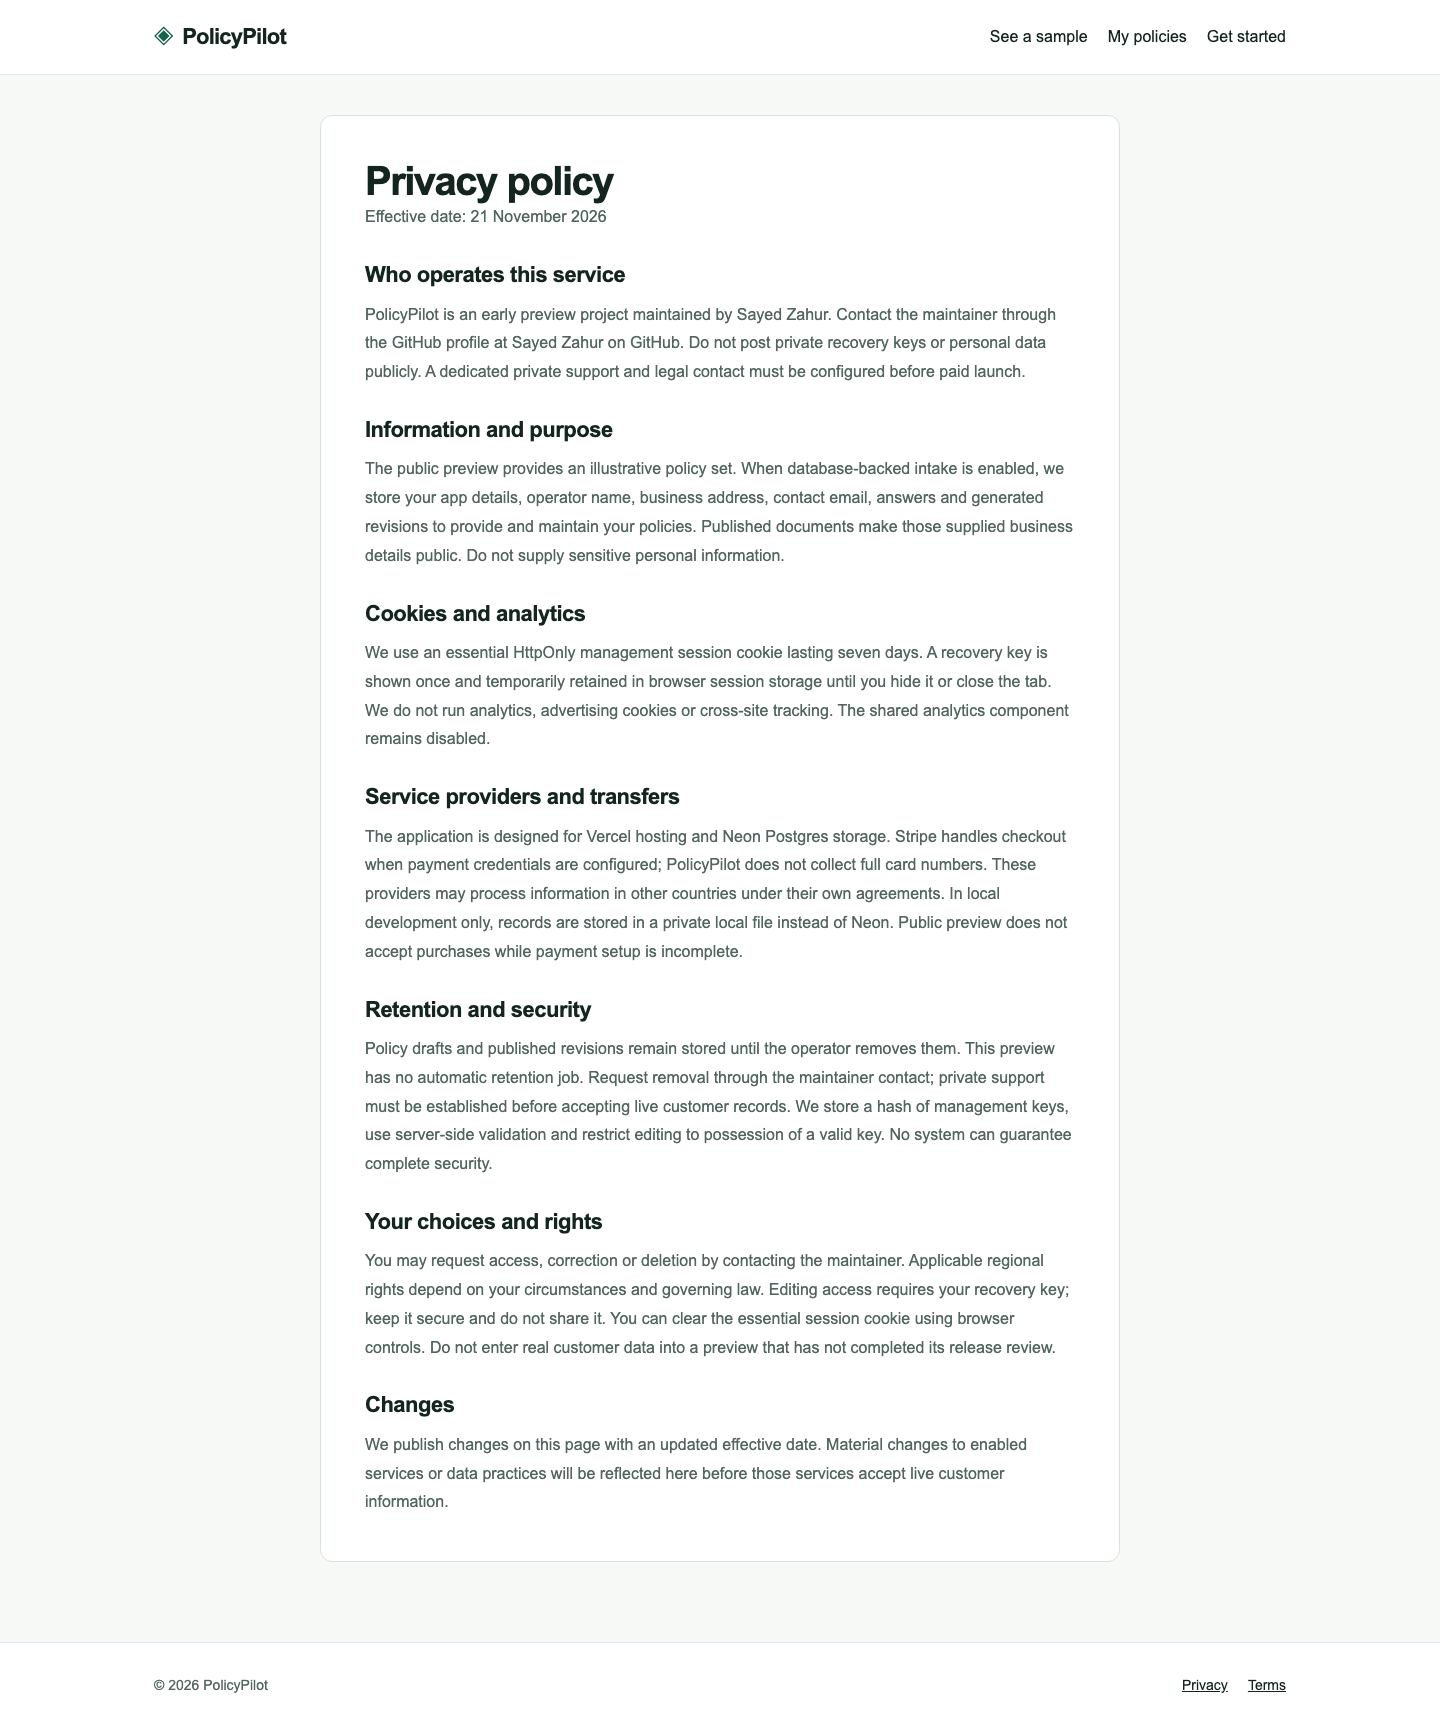 PolicyPilot
See a sample My policies Get started
Privacy policy
Effective date: 21 November 2026
Who operates this service
PolicyPilot is an early preview project maintained by Sayed Zahur. Contact the maintainer through
the GitHub profile at Sayed Zahur on GitHub. Do not post private recovery keys or personal data
publicly. A dedicated private support and legal contact must be configured before paid launch.
Information and purpose
The public preview provides an illustrative policy set. When database-backed intake is enabled, we
store your app details, operator name, business address, contact email, answers and generated
revisions to provide and maintain your policies. Published documents make those supplied business
details public. Do not supply sensitive personal information.
Cookies and analytics
We use an essential HttpOnly management session cookie lasting seven days. A recovery key is
shown once and temporarily retained in browser session storage until you hide it or close the tab.
We do not run analytics, advertising cookies or cross-site tracking. The shared analytics component
remains disabled.
Service providers and transfers
The application is designed for Vercel hosting and Neon Postgres storage. Stripe handles checkout
when payment credentials are configured; PolicyPilot does not collect full card numbers. These
providers may process information in other countries under their own agreements. In local
development only, records are stored in a private local file instead of Neon. Public preview does not
accept purchases while payment setup is incomplete.
Retention and security
Policy drafts and published revisions remain stored until the operator removes them. This preview
has no automatic retention job. Request removal through the maintainer contact; private support
must be established before accepting live customer records. We store a hash of management keys,
use server-side validation and restrict editing to possession of a valid key. No system can guarantee
complete security.
Your choices and rights
You may request access, correction or deletion by contacting the maintainer. Applicable regional
rights depend on your circumstances and governing law. Editing access requires your recovery key;
keep it secure and do not share it. You can clear the essential session cookie using browser
controls. Do not enter real customer data into a preview that has not completed its release review.
Changes
We publish changes on this page with an updated effective date. Material changes to enabled
services or data practices will be reflected here before those services accept live customer
information.
© 2026 PolicyPilot
Privacy Terms